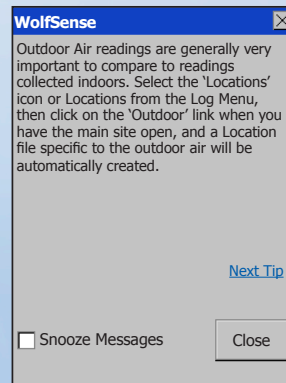 WolfSense
Outdoor Air readings are generally very
important to compare to readings
collected indoors. Select the ‘Locations’
icon or Locations from the Log Menu,
then click on the ‘Outdoor’ link when you
have the main site open, and a Location
file specific to the outdoor air will be
automatically created.
Next Tip
Snooze Messages
Close